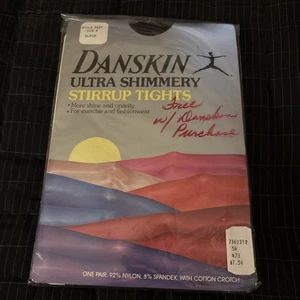 DANSKIN
ULTRA SHIMMERY
STIRRUP TIGHTS
• More shine and opacity
• For exercise and fashionwear
Free
w/ Danskin
Purchase
ONE PAIR: 92% NYLON, 8% SPANDEX, WITH COTTON CROTCH